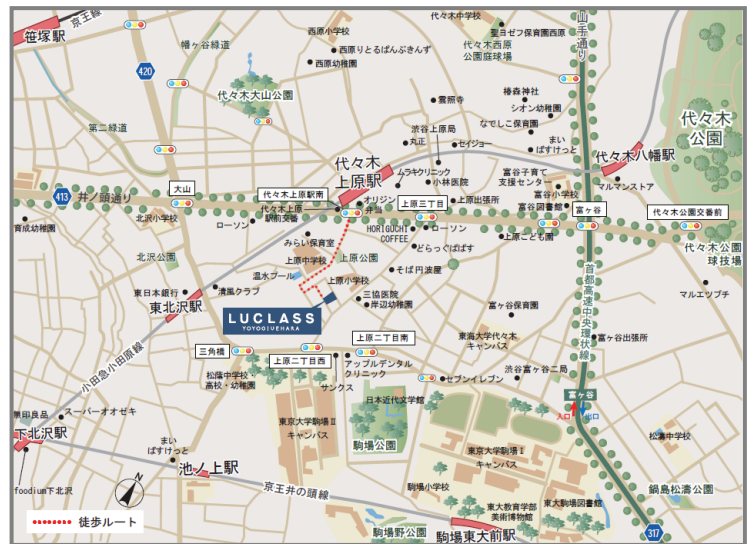 笹塚駅
京王線
420
幡ヶ谷緑道
西原小学校
西原りとるぱんぷきんず
西原幼稚園
代々木中学校
聖ヨゼフ保育園西原
代々木西原
公園庭球場
山手通り
代々木大山公園
雲照寺
椿森神社
シオン幼稚園
なでしこ保育園
まい
ばすけっと
代々木
公園
第二緑道
渋谷上原局
丸正
セイジョー
代々木
上原駅
代々木八幡駅
ムラキクリニック
小林医院
富谷子育て
支援センター
マルマンストア
413
井ノ頭通り
大山
代々木上原駅南
オリジン
弁当
上原三丁目
上原出張所
富谷小学校
富谷図書館
富ヶ谷
代々木公園交番前
育成幼稚園
北沢小学校
ローソン
代々木上原
駅前交番
HORIGUCHI
COFFEE
ローソン
どらっぐぱぱす
上原こども園
代々木公園
球技場
みらい保育室
北沢公園
上原中学校
上原公園
温水プール
上原小学校
そば丹波屋
東日本銀行
清風クラブ
三協医院
岸辺幼稚園
マルエツプチ
東北沢駅
LUCLASS
YOYOGIUEHARA
富ヶ谷保育園
首都高速中央環状線
小田急小田原線
三角橋
上原二丁目西
上原二丁目南
東海大学代々木
キャンパス
富ヶ谷出張所
松蔭中学校・
高校・幼稚園
サンクス
アップルデンタル
クリニック
セブンイレブン
渋谷富ヶ谷二局
富ヶ谷
入口
出口
無印良品
スーパーオオゼキ
下北沢駅
foodium下北沢
まい
ばすけっと
池ノ上駅
東京大学駒場Ⅱ
キャンパス
日本近代文学館
駒場公園
東京大学駒場Ⅰ
キャンパス
松濤中学校
鍋島松濤公園
N
京王井の頭線
駒場小学校
東大教育学部
美術博物館
東大駒場図書館
徒歩ルート
駒場野公園
駒場東大前駅
317